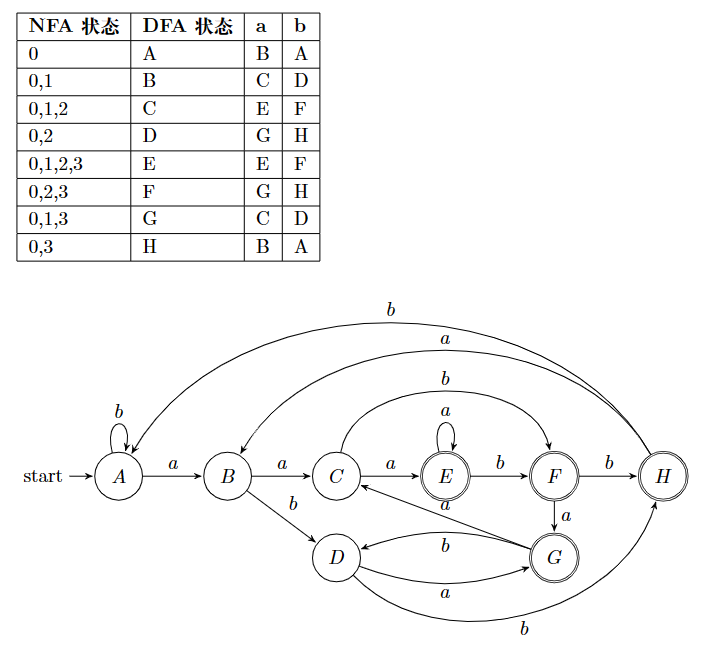 NFA 状态 DFA 状态 a b
0 A B A
0,1 B C D
0,1,2 C E F
0,2 D G H
0,1,2,3 E E F
0,2,3 F G H
0,1,3 G C D
0,3 H B A
b
a
b
b a
start A a B a C a E b F b H
a
b a
D b G
a
b